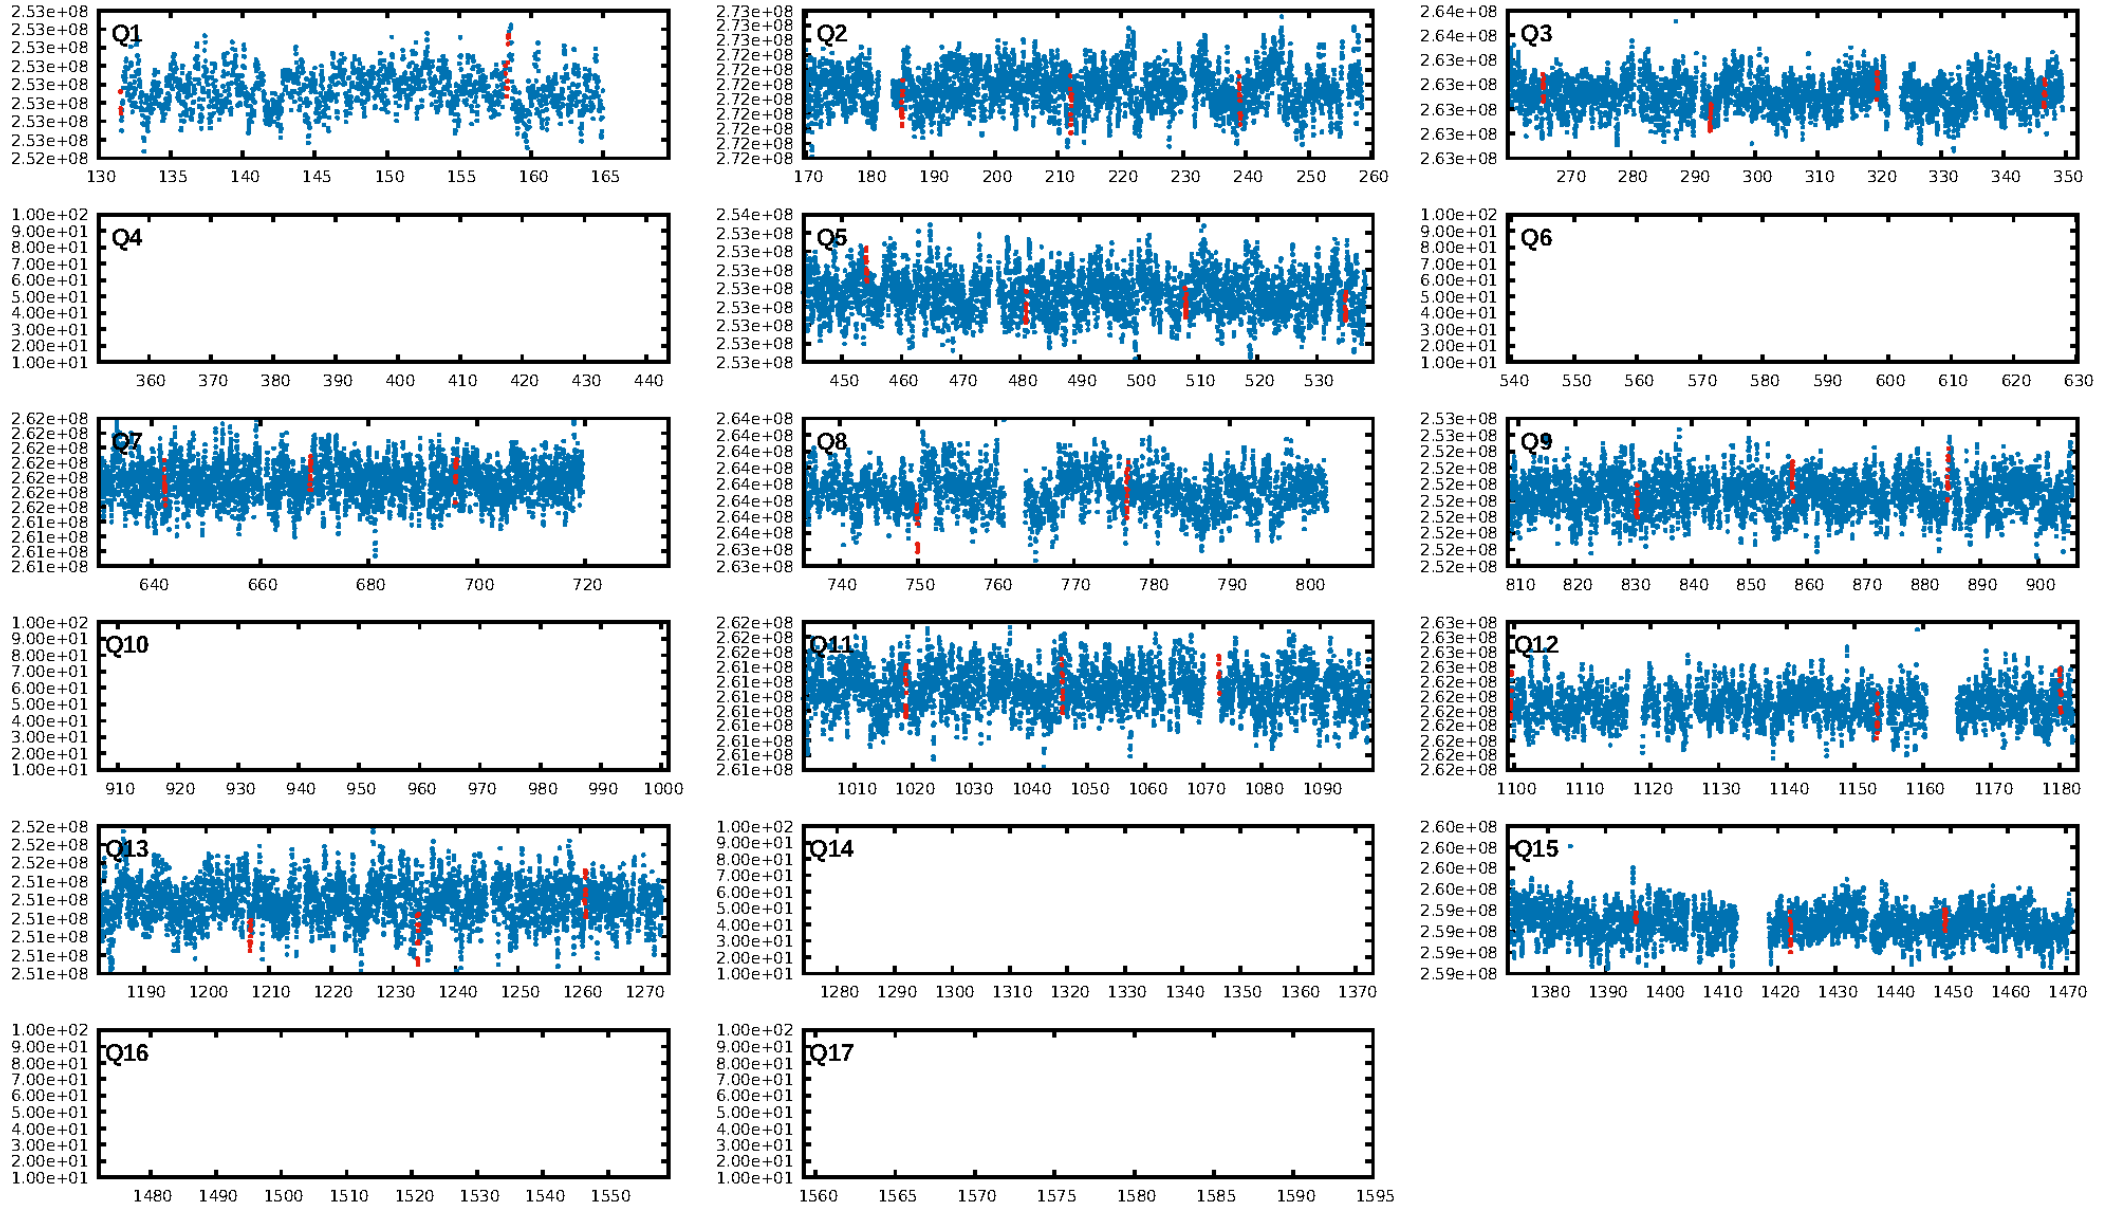 2.53e+08 2.53e+08 2.53e+08 2.53e+08 2.53e+08 2.53e+08 2.53e+08 2.53e+08 2.52e+08
Q1
130 135 140 145 150 155 160 165
2.73e+08 2.73e+08 2.73e+08 2.72e+08 2.72e+08 2.72e+08 2.72e+08 2.72e+08 2.72e+08 2.72e+08 2.72e+08
Q2
170 180 190 200 210 220 230 240 250 260
2.64e+08 2.64e+08 2.63e+08 2.63e+08 2.63e+08 2.63e+08 2.63e+08
Q3
270 280 290 300 310 320 330 340 350
1.00e+02 9.00e+01 8.00e+01 7.00e+01 6.00e+01 5.00e+01 4.00e+01 3.00e+01 2.00e+01 1.00e+01
Q4
360 370 380 390 400 410 420 430 440
2.54e+08 2.53e+08 2.53e+08 2.53e+08 2.53e+08 2.53e+08 2.53e+08 2.53e+08 2.53e+08
Q5
450 460 470 480 490 500 510 520 530
1.00e+02 9.00e+01 8.00e+01 7.00e+01 6.00e+01 5.00e+01 4.00e+01 3.00e+01 2.00e+01 1.00e+01
Q6
540 550 560 570 580 590 600 610 620 630
2.62e+08 2.62e+08 2.62e+08 2.62e+08 2.62e+08 2.62e+08 2.62e+08 2.61e+08 2.61e+08 2.61e+08 2.61e+08
Q7
640 660 680 700 720
2.64e+08 2.64e+08 2.64e+08 2.64e+08 2.64e+08 2.64e+08 2.64e+08 2.64e+08 2.63e+08 2.63e+08
Q8
740 750 760 770 780 790 800
2.53e+08 2.53e+08 2.52e+08 2.52e+08 2.52e+08 2.52e+08 2.52e+08 2.52e+08 2.52e+08 2.52e+08
Q9
810 820 830 840 850 860 870 880 890 900
1.00e+02 9.00e+01 8.00e+01 7.00e+01 6.00e+01 5.00e+01 4.00e+01 3.00e+01 2.00e+01 1.00e+01
Q10
910 920 930 940 950 960 970 980 990 1000
2.62e+08 2.62e+08 2.62e+08 2.61e+08 2.61e+08 2.61e+08 2.61e+08 2.61e+08 2.61e+08 2.61e+08 2.61e+08
Q11
1010 1020 1030 1040 1050 1060 1070 1080 1090
2.63e+08 2.63e+08 2.63e+08 2.63e+08 2.62e+08 2.62e+08 2.62e+08 2.62e+08 2.62e+08 2.62e+08 2.62e+08
Q12
1100 1110 1120 1130 1140 1150 1160 1170 1180
2.52e+08 2.52e+08 2.52e+08 2.51e+08 2.51e+08 2.51e+08 2.51e+08 2.51e+08 2.51e+08
Q13
1190 1200 1210 1220 1230 1240 1250 1260 1270
1.00e+02 9.00e+01 8.00e+01 7.00e+01 6.00e+01 5.00e+01 4.00e+01 3.00e+01 2.00e+01 1.00e+01
Q14
1280 1290 1300 1310 1320 1330 1340 1350 1360 1370
2.60e+08 2.60e+08 2.60e+08 2.60e+08 2.59e+08 2.59e+08 2.59e+08 2.59e+08
Q15
1380 1390 1400 1410 1420 1430 1440 1450 1460 1470
1.00e+02 9.00e+01 8.00e+01 7.00e+01 6.00e+01 5.00e+01 4.00e+01 3.00e+01 2.00e+01 1.00e+01
Q16
1480 1490 1500 1510 1520 1530 1540 1550
1.00e+02 9.00e+01 8.00e+01 7.00e+01 6.00e+01 5.00e+01 4.00e+01 3.00e+01 2.00e+01 1.00e+01
Q17
1560 1565 1570 1575 1580 1585 1590 1595